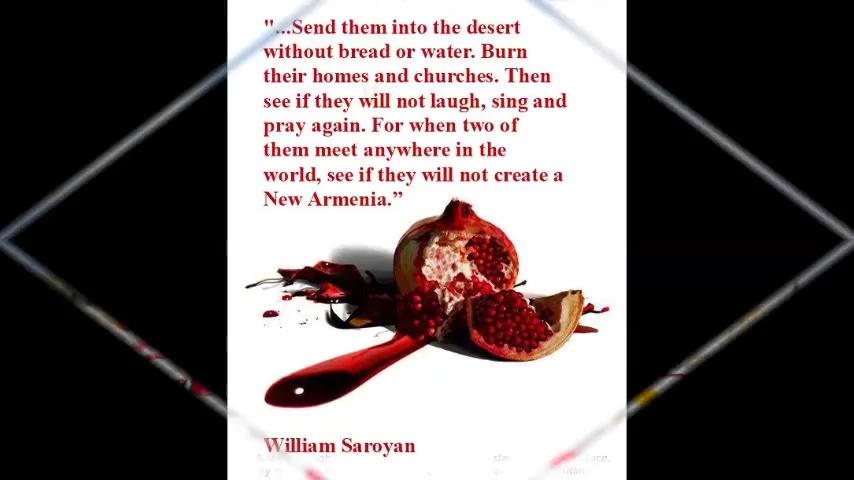 "...Send them into the desert
without bread or water. Burn
their homes and churches. Then
see if they will not laugh, sing and
pray again. For when two of
them meet anywhere in the
world, see if they will not create a
New Armenia.”
William Saroyan